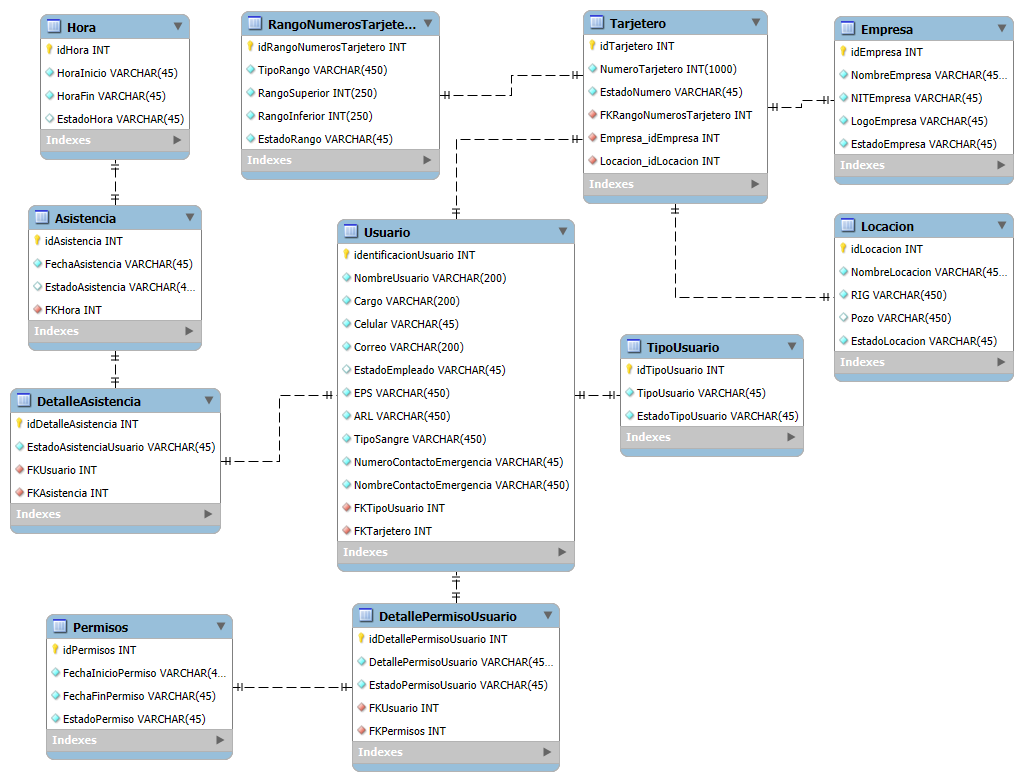 Hora
idHora INT
HoraInicio VARCHAR(45)
HoraFin VARCHAR(45)
EstadoHora VARCHAR(45)
Indexes
RangoNumerosTarjete...
idRangoNumerosTarjetero INT
TipoRango VARCHAR(450)
RangoSuperior INT(250)
RangoInferior INT(250)
EstadoRango VARCHAR(45)
Indexes
Tarjetero
idTarjetero INT
NumeroTarjetero INT(1000)
EstadoNumero VARCHAR(45)
FKRangoNumerosTarjetero INT
Empresa_idEmpresa INT
Locacion_idLocacion INT
Indexes
Empresa
idEmpresa INT
NombreEmpresa VARCHAR(45...
NITEmpresa VARCHAR(45)
LogoEmpresa VARCHAR(45)
EstadoEmpresa VARCHAR(45)
Indexes
Asistencia
idAsistencia INT
FechaAsistencia VARCHAR(45)
EstadoAsistencia VARCHAR(4...
FKHora INT
Indexes
Usuario
identificacionUsuario INT
NombreUsuario VARCHAR(200)
Cargo VARCHAR(200)
Celular VARCHAR(45)
Correo VARCHAR(200)
EstadoEmpleado VARCHAR(45)
EPS VARCHAR(450)
ARL VARCHAR(450)
TipoSangre VARCHAR(450)
NumeroContactoEmergencia VARCHAR(45)
NombreContactoEmergencia VARCHAR(450)
FKTipoUsuario INT
FKTarjetero INT
Indexes
Locacion
idLocacion INT
NombreLocacion VARCHAR(45...
RIG VARCHAR(450)
Pozo VARCHAR(450)
EstadoLocacion VARCHAR(45)
Indexes
TipoUsuario
idTipoUsuario INT
TipoUsuario VARCHAR(45)
EstadoTipoUsuario VARCHAR(45)
Indexes
DetalleAsistencia
idDetalleAsistencia INT
EstadoAsistenciaUsuario VARCHAR(45)
FKUsuario INT
FKAsistencia INT
Indexes
Permisos
idPermisos INT
FechaInicioPermiso VARCHAR(4...
FechaFinPermiso VARCHAR(45)
EstadoPermiso VARCHAR(45)
Indexes
DetallePermisoUsuario
idDetallePermisoUsuario INT
DetallePermisoUsuario VARCHAR(45...
EstadoPermisoUsuario VARCHAR(45)
FKUsuario INT
FKPermisos INT
Indexes